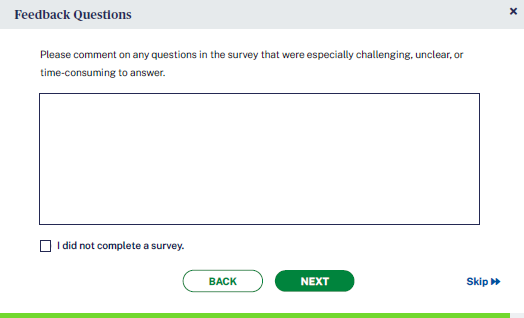 Feedback Questions
Please comment on any questions in the survey that were especially challenging, unclear, or
time-consuming to answer.
I did not complete a survey.
BACK
NEXT
Skip